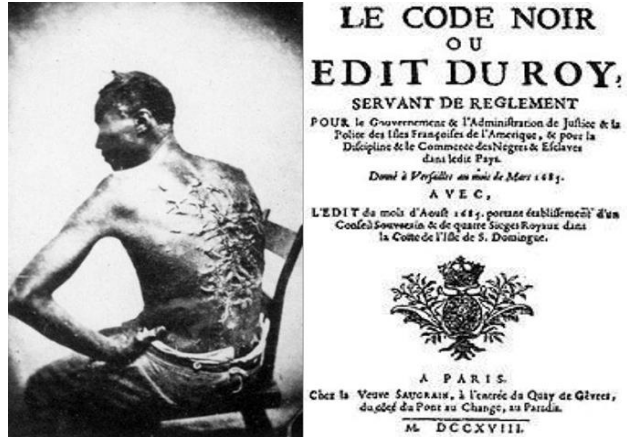 LE CODE NOIR
OU
EDIT DU ROY,
SERVANT DE REGLEMENT
POUR le Gouvernement & l'Administration de Justice & la
Police des Isles Françoises de l'Amerique, & pour la
Discipline & le Commerce des Negres & Esclaves
dans ledit Pays.
Donné à Versailles au mois de Mars 1685.
AVEC,
L'EDIT du mois d'Aoust 1685. portant établissement d'un
Conseil Souverain & de quatre Sieges Royaux dans
la Coste de l'Isle de S. Domingue.
A PARIS.
Chez la Veuve SAUGRAIN, à l'entrée du Quay de Gêvres,
du côté du Pont au Change, au Paradis.
M. DCCXVIII.